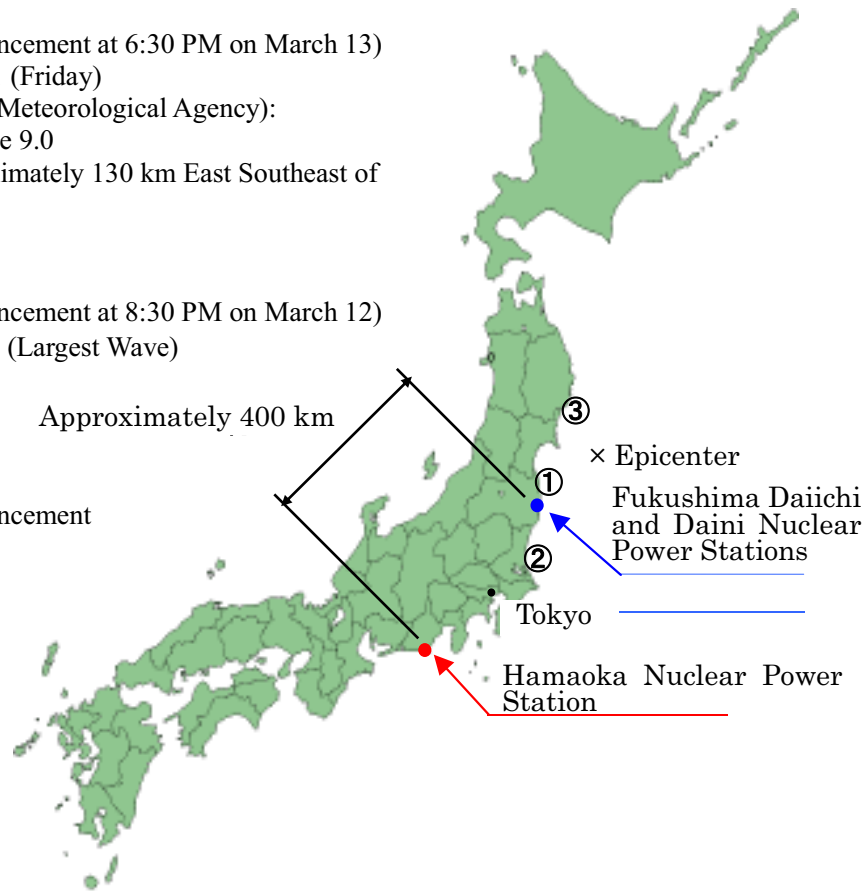 ncement at 6:30 PM on March 13)
(Friday)
Meteorological Agency):
e 9.0
imately 130 km East Southeast of
ncement at 8:30 PM on March 12)
(Largest Wave)
Approximately 400 km
③
× Epicenter
①
Fukushima Daiichi
and Daini Nuclear
Power Stations
ncement
②
Tokyo
Hamaoka Nuclear Power
Station